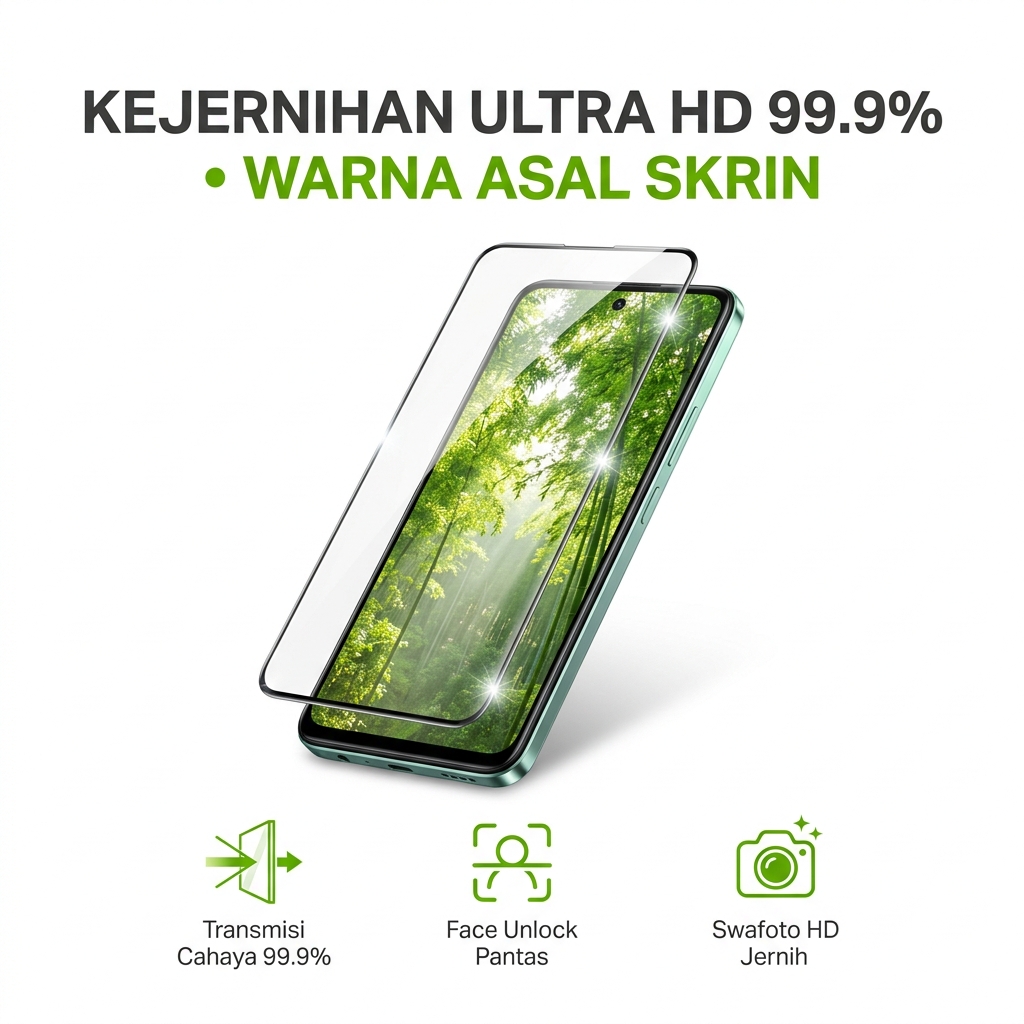 KEJERNIHAN ULTRA HD 99.9%
• WARNA ASAL SKRIN
Transmisi
Cahaya 99.9%
Face Unlock
Pantas
Swafoto HD
Jernih